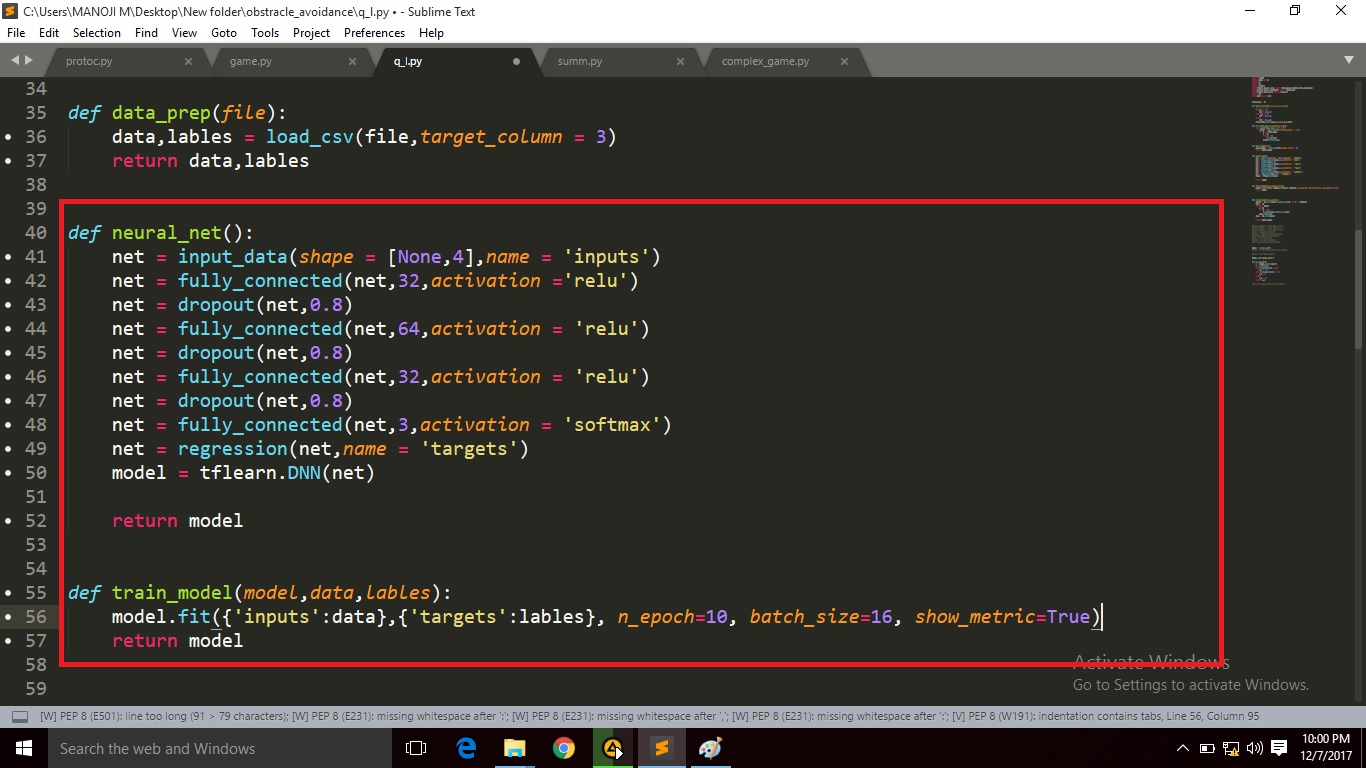 C:\Users\MANOJI M\Desktop\New folder\obstracle_avoidance\q_l.py • - Sublime Text
File Edit Selection Find View Goto Tools Project Preferences Help
protoc.py game.py q_l.py summ.py complex_game.py
34
35 def data_prep(file):
36 data,lables = load_csv(file,target_column = 3)
37 return data,lables
38
39
40 def neural_net():
41 net = input_data(shape = [None,4],name = 'inputs')
42 net = fully_connected(net,32,activation ='relu')
43 net = dropout(net,0.8)
44 net = fully_connected(net,64,activation = 'relu')
45 net = dropout(net,0.8)
46 net = fully_connected(net,32,activation = 'relu')
47 net = dropout(net,0.8)
48 net = fully_connected(net,3,activation = 'softmax')
49 net = regression(net,name = 'targets')
50 model = tflearn.DNN(net)
51
52 return model
53
54
55 def train_model(model,data,lables):
56 model.fit({'inputs':data},{'targets':lables}, n_epoch=10, batch_size=16, show_metric=True)
57 return model
58
59
Activate Windows
Go to Settings to activate Windows.
[W] PEP 8 (E501): line too long (91 > 79 characters); [W] PEP 8 (E231): missing whitespace after ':'; [W] PEP 8 (E231): missing whitespace after ','; [W] PEP 8 (E231): missing whitespace after ':'; [V] PEP 8 (W191): indentation contains tabs, Line 56, Column 95
Search the web and Windows
10:00 PM
12/7/2017